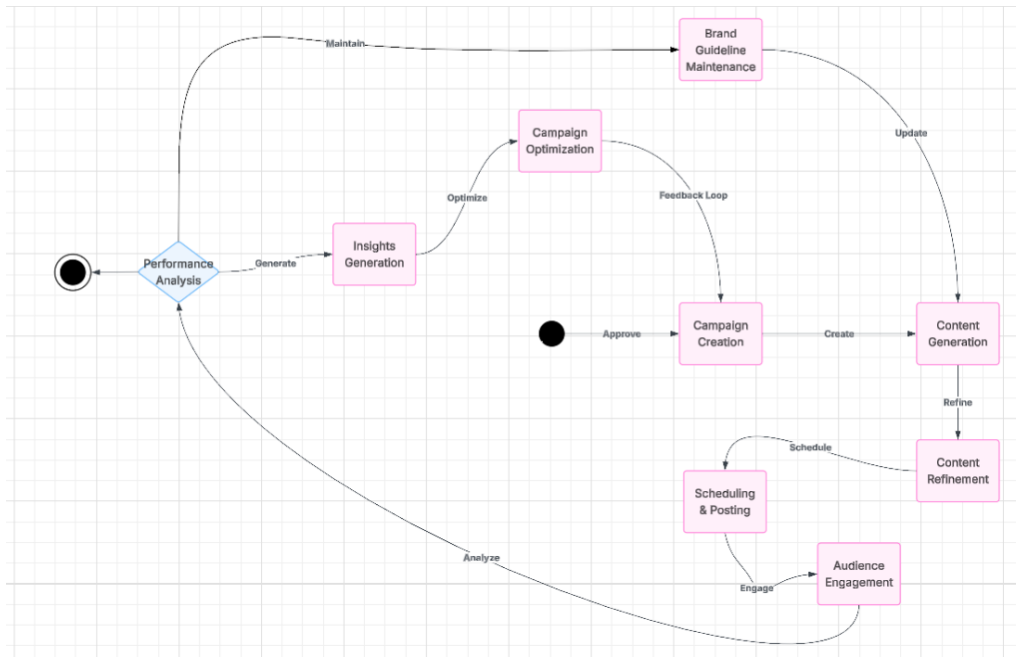 Maintain
Brand
Guideline
Maintenance
Update
Campaign
Optimization
Optimize
Feedback Loop
Performance
Analysis
Generate
Insights
Generation
Approve
Campaign
Creation
Create
Content
Generation
Refine
Schedule
Content
Refinement
Scheduling
& Posting
Engage
Audience
Engagement
Analyze